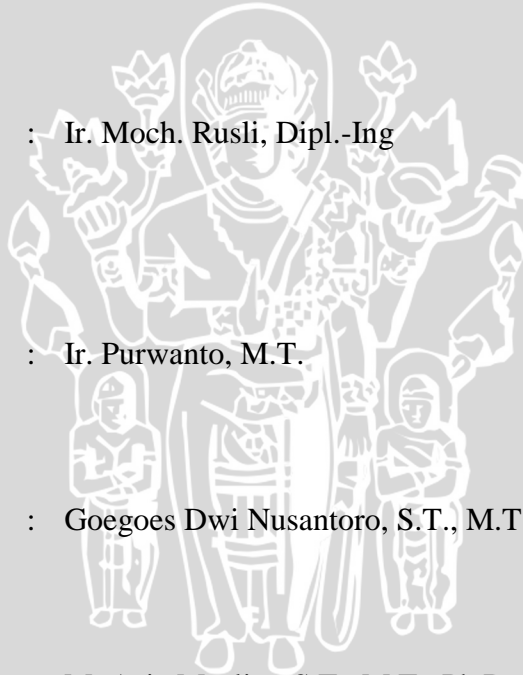 : Ir. Moch. Rusli, Dipl.-Ing
: Ir. Purwanto, M.T.
: Goegoes Dwi Nusantoro, S.T., M.T